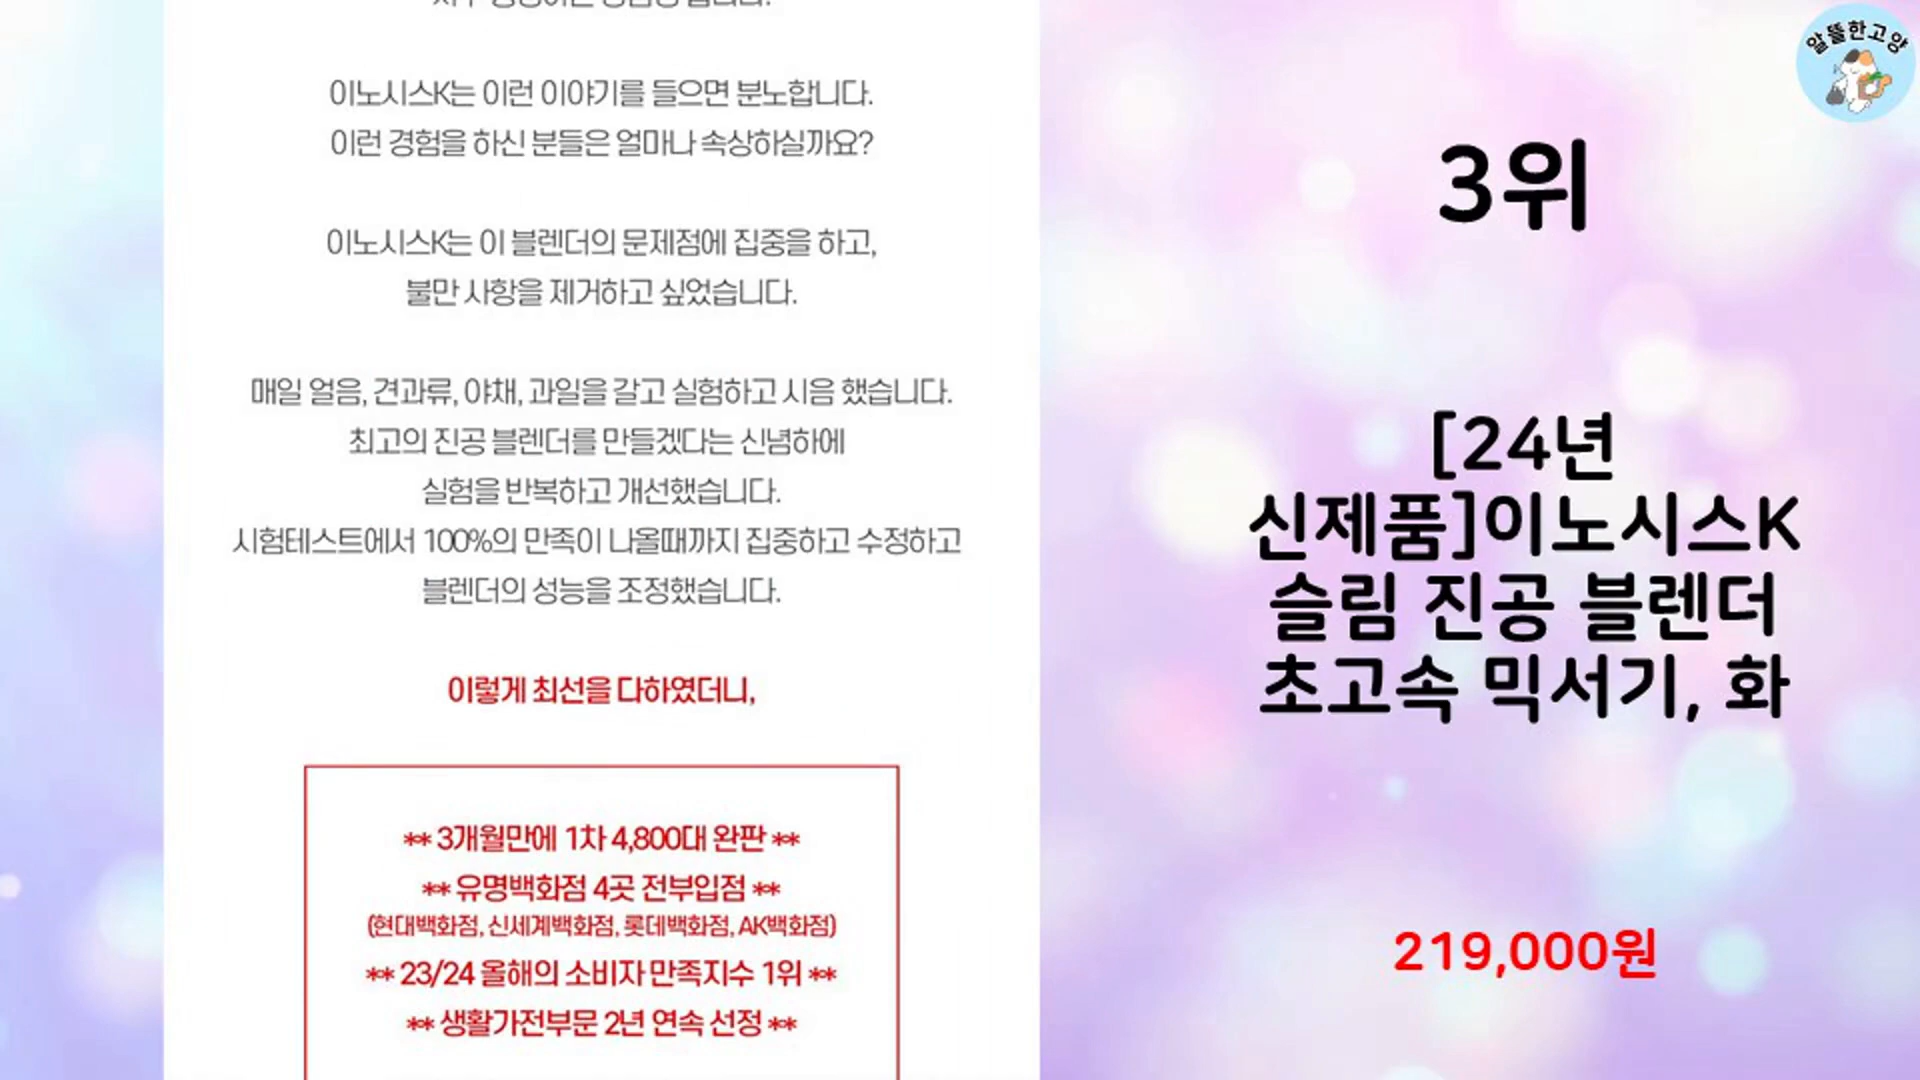 이노시스K는 이런 이야기를 들으면 분노합니다.
이런 경험을 하신 분들은 얼마나 속상하실까요?
이노시스K는 이 블렌더의 문제점에 집중을 하고,
불만 사항을 제거하고 싶었습니다.
매일 얼음, 견과류, 야채, 과일을 갈고 실험하고 시음 했습니다.
최고의 진공 블렌더를 만들겠다는 신념하에
실험을 반복하고 개선했습니다.
시험테스트에서 100%의 만족이 나올때까지 집중하고 수정하고
블렌더의 성능을 조정했습니다.
이렇게 최선을 다하였더니,
** 3개월만에 1차 4,800대 완판 **
** 유명백화점 4곳 전부입점 **
(현대백화점, 신세계백화점, 롯데백화점, AK백화점)
** 23/24 올해의 소비자 만족지수 1위 **
** 생활가전부문 2년 연속 선정 **
알뜰한고양
3위
[24년
신제품]이노시스K
슬림 진공 블렌더
초고속 믹서기, 화
219,000원